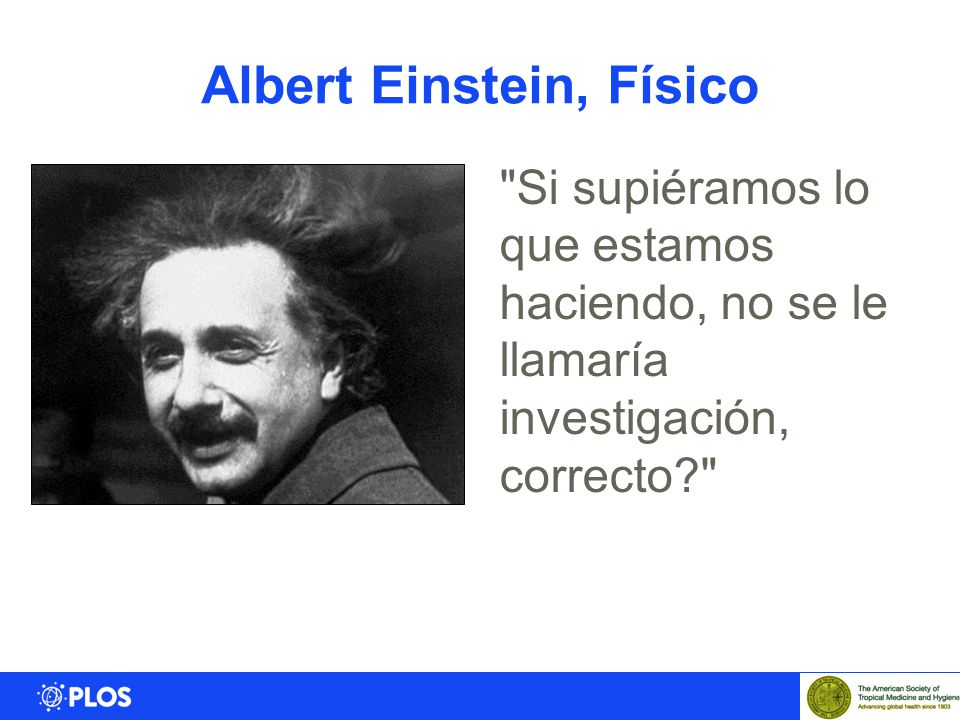 Albert Einstein, Físico
"Si supiéramos lo
que estamos
haciendo, no se le
llamaría
investigación,
correcto?"
PLOS
The American Society of
Tropical Medicine and Hygiene
Advancing global health since 1903